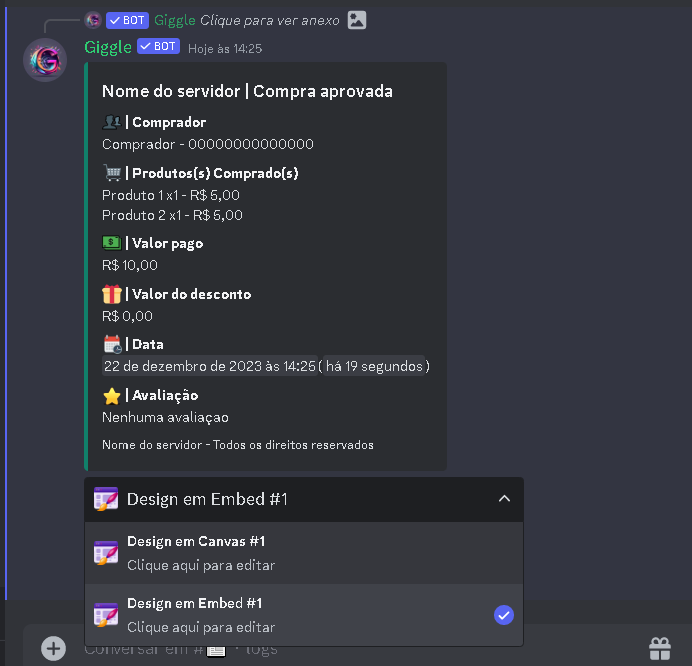 BOT Giggle Clique para ver anexo
Giggle BOT Hoje às 14:25
Nome do servidor | Compra aprovada
| Comprador
Comprador - 00000000000000
| Produtos(s) Comprado(s)
Produto 1 x1 - R$ 5,00
Produto 2 x1 - R$ 5,00
| Valor pago
R$ 10,00
| Valor do desconto
R$ 0,00
| Data
22 de dezembro de 2023 às 14:25 ( há 19 segundos )
| Avaliação
Nenhuma avaliaçao
Nome do servidor - Todos os direitos reservados
Design em Embed #1
Design em Canvas #1
Clique aqui para editar
Design em Embed #1
Clique aqui para editar
Conversar em # · logs